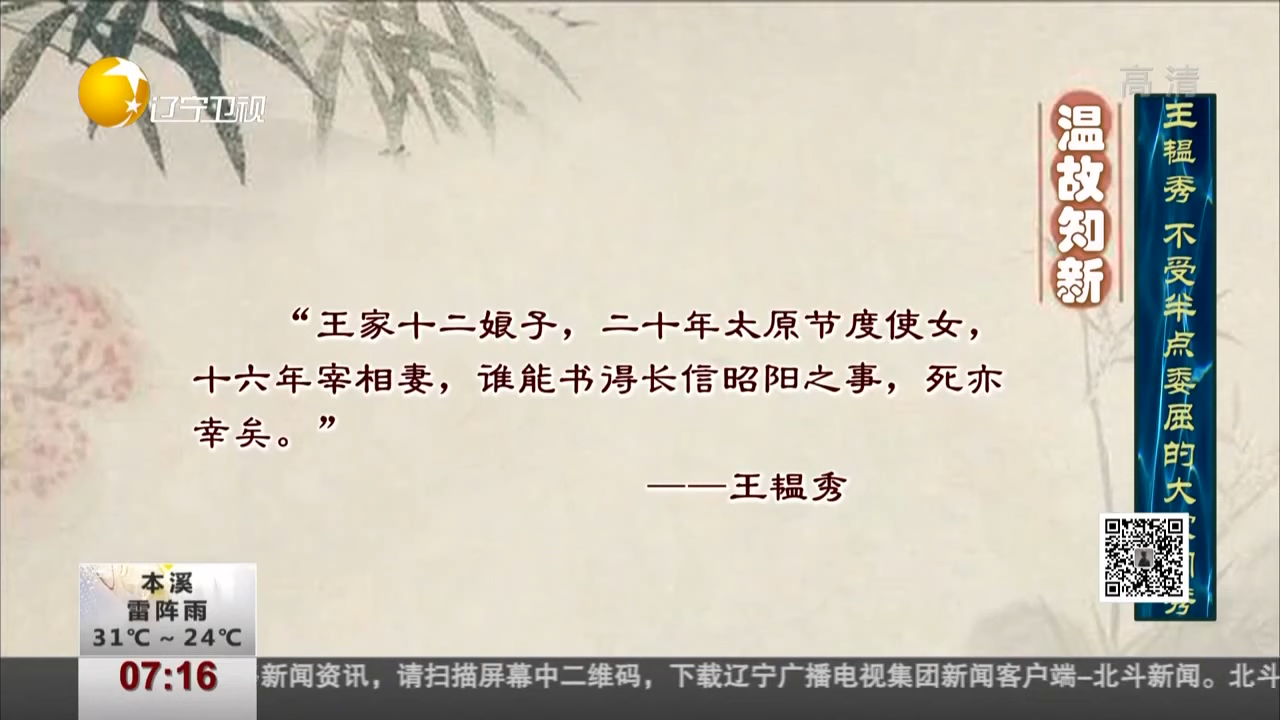 辽宁卫视
高清
温故知新
王韫秀 不受半点委屈的大
“王家十二娘子，二十年太原节度使女，
十六年宰相妻，谁能书得长信昭阳之事，死亦
幸矣。”
——王韫秀
本溪
雷阵雨
31℃～24℃
07:16
新闻资讯，请扫描屏幕中二维码，下载辽宁广播电视集团新闻客户端-北斗新闻。北斗